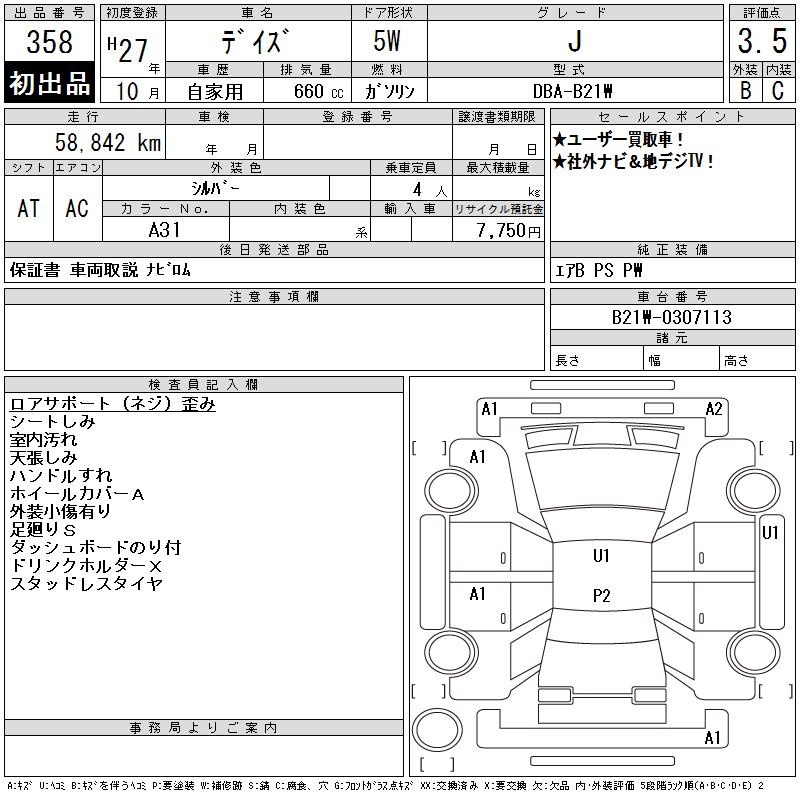 出品番号 初度登録 車名 ドア形状 グレード 評価点
358 H27年 デイズ 5W J 3.5
初出品 10月 車歴 排気量 燃料 型式 外装 内装
自家用 660 cc ガソリン DBA-B21W B C
走行 車検 登録番号 譲渡書類期限 セールスポイント
58,842 km 年 月 月 日 ★ユーザー買取車！
★社外ナビ＆地デジTV！
シフト エアコン 外装色 乗車定員 最大積載量
AT AC シルバー 4人 kg
カラーNo. 内装色 輸入車 リサイクル預託金
A31 系 7,750円
後日発送部品 純正装備
保証書 車両取説 ナビロム エアB PS PW
注意事項欄 車台番号
B21W-0307113
諸元
長さ 幅 高さ
検査員記入欄
ロアサポート（ネジ）歪み
シートしみ
室内汚れ
天張しみ
ハンドルすれ
ホイールカバーA
外装小傷有り
足廻りS
ダッシュボードのり付
ドリンクホルダーX
スタッドレスタイヤ
事務局よりご案内
A1 A2
A1
U1
U1
A1 P2
A1
A:キズ U:ヘコミ B:キズを伴うヘコミ P:要塗装 W:補修跡 S:錆 C:腐食、穴 G:フロントガラス点キズ XX:交換済み X:要交換 欠:欠品 内・外装評価 5段階ランク順(A・B・C・D・E) 2